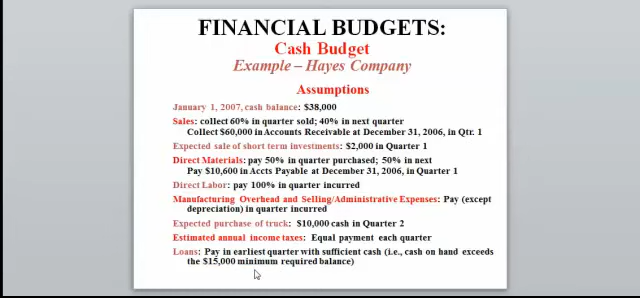 FINANCIAL BUDGETS:
Cash Budget
Example – Hayes Company
Assumptions
January 1, 2007, cash balance: $38,000
Sales: collect 60% in quarter sold; 40% in next quarter
Collect $60,000 in Accounts Receivable at December 31, 2006, in Qtr. 1
Expected sale of short term investments: $2,000 in Quarter 1
Direct Materials: pay 50% in quarter purchased; 50% in next
Pay $10,600 in Accts Payable at December 31, 2006, in Quarter 1
Direct Labor: pay 100% in quarter incurred
Manufacturing Overhead and Selling/Administrative Expenses: Pay (except
depreciation) in quarter incurred
Expected purchase of truck: $10,000 cash in Quarter 2
Estimated annual income taxes: Equal payment each quarter
Loans: Pay in earliest quarter with sufficient cash (i.e., cash on hand exceeds
the $15,000 minimum required balance)